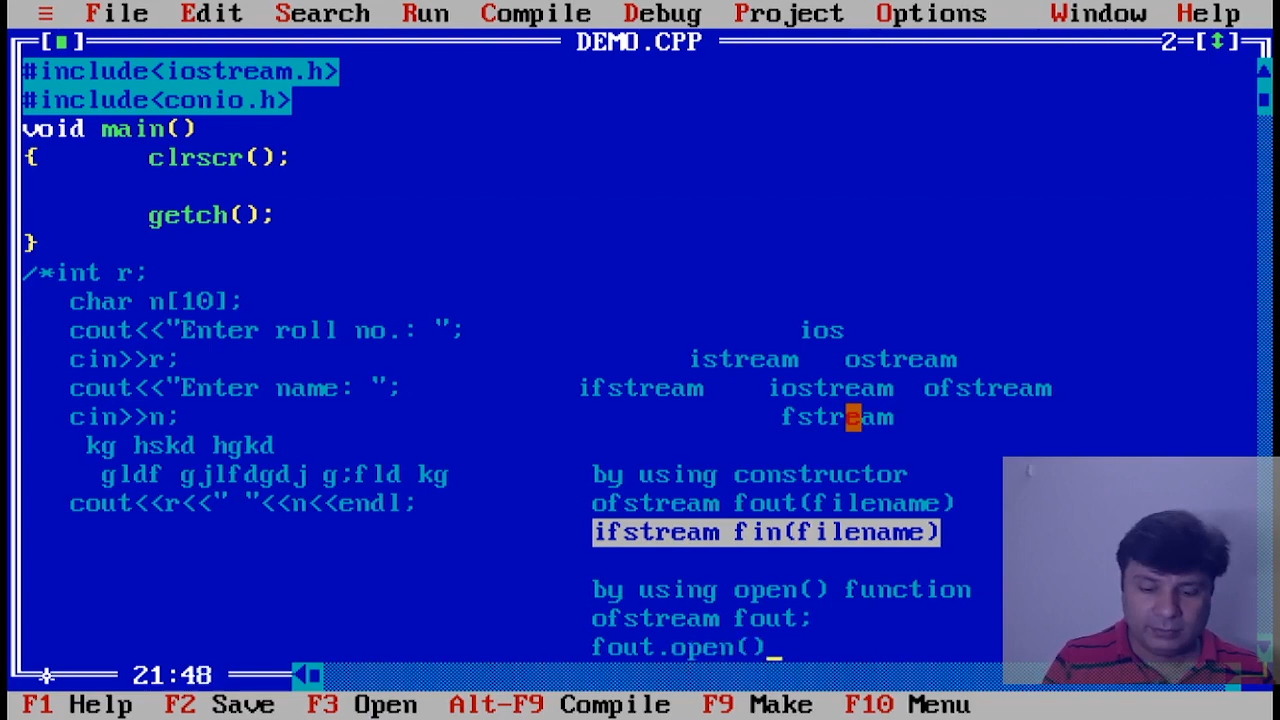 ≡ File Edit Search Run Compile Debug Project Options Window Help
[■] DEMO.CPP 2=[↕]
#include<iostream.h>
#include<conio.h>
void main()
{ clrscr();
getch();
}
/*int r;
char n[10];
cout<<"Enter roll no.: "; ios
cin>>r; istream ostream
cout<<"Enter name: "; ifstream iostream ofstream
cin>>n; fstream
kg hskd hgkd
gldf gjlfdgdj g;fld kg by using constructor
cout<<r<<" "<<n<<endl; ofstream fout(filename)
ifstream fin(filename)
by using open() function
ofstream fout;
fout.open()_
21:48
F1 Help F2 Save F3 Open Alt-F9 Compile F9 Make F10 Menu